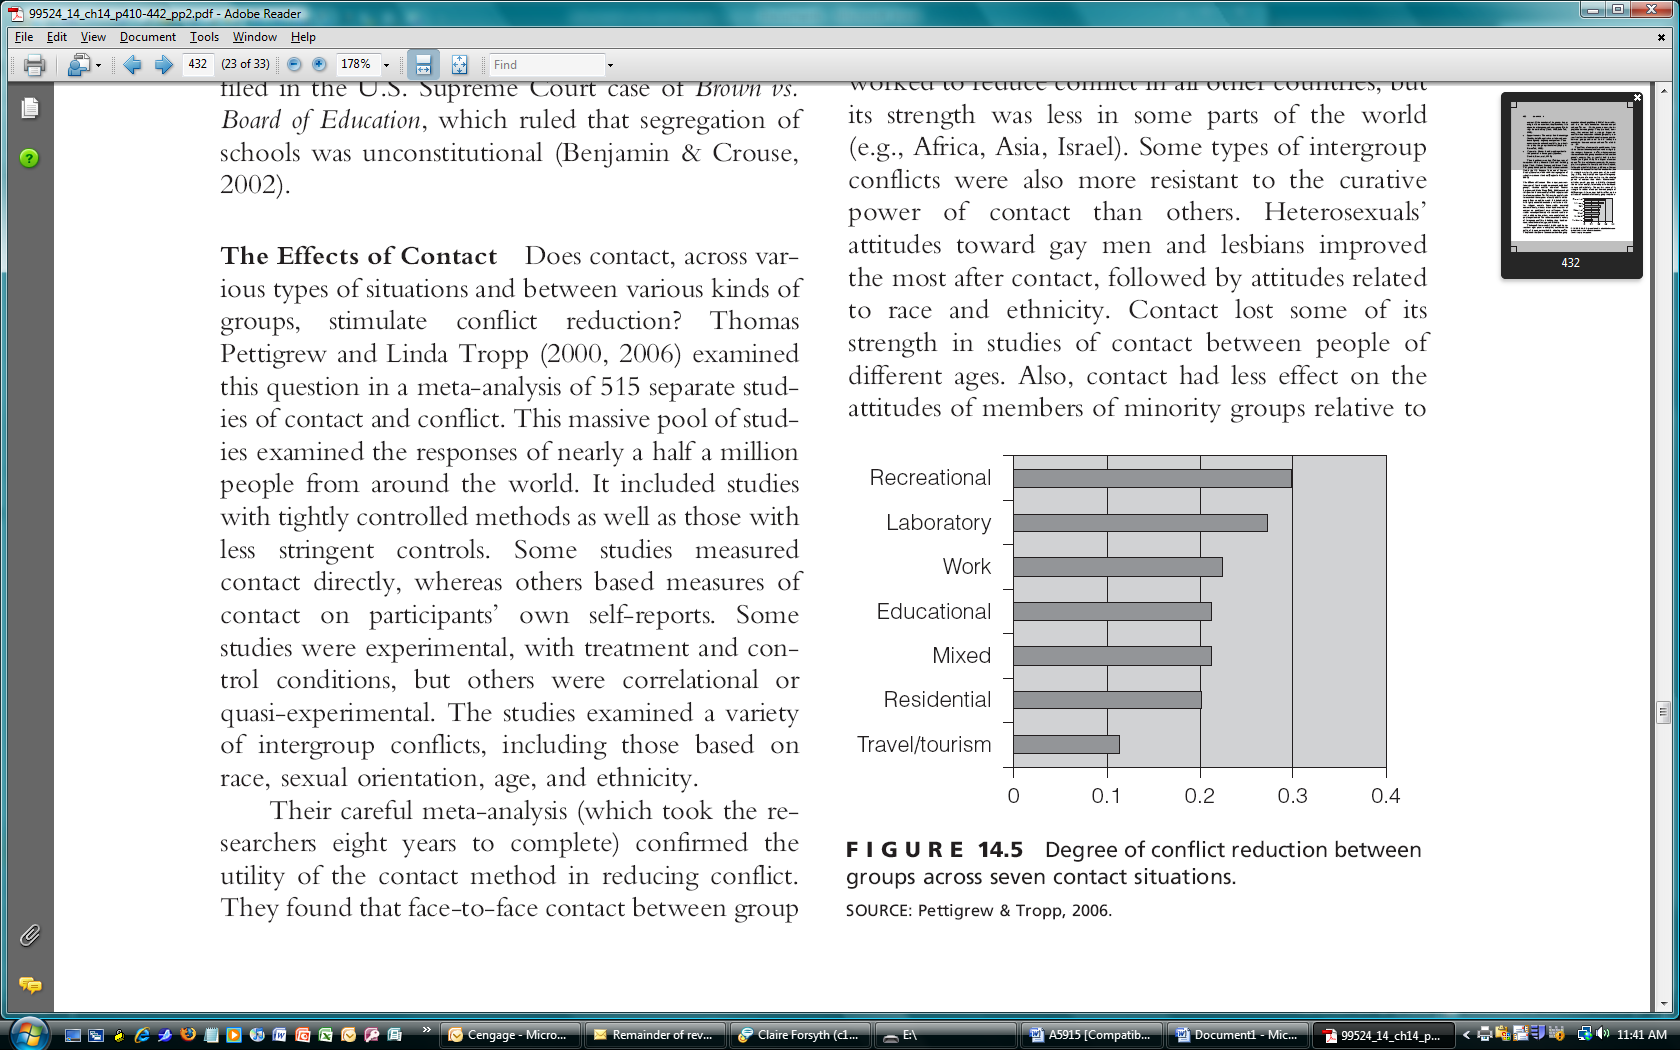 99524_14_ch14_p410-442_pp2.pdf - Adobe Reader
File Edit View Document Tools Window Help
432 (23 of 33) 178% Find
filed in the U.S. Supreme Court case of Brown vs.
Board of Education, which ruled that segregation of
schools was unconstitutional (Benjamin & Crouse,
2002).
The Effects of Contact Does contact, across var-
ious types of situations and between various kinds of
groups, stimulate conflict reduction? Thomas
Pettigrew and Linda Tropp (2000, 2006) examined
this question in a meta-analysis of 515 separate stud-
ies of contact and conflict. This massive pool of stud-
ies examined the responses of nearly a half a million
people from around the world. It included studies
with tightly controlled methods as well as those with
less stringent controls. Some studies measured
contact directly, whereas others based measures of
contact on participants' own self-reports. Some
studies were experimental, with treatment and con-
trol conditions, but others were correlational or
quasi-experimental. The studies examined a variety
of intergroup conflicts, including those based on
race, sexual orientation, age, and ethnicity.
Their careful meta-analysis (which took the re-
searchers eight years to complete) confirmed the
utility of the contact method in reducing conflict.
They found that face-to-face contact between group
worked to reduce conflict in all other countries, but
its strength was less in some parts of the world
(e.g., Africa, Asia, Israel). Some types of intergroup
conflicts were also more resistant to the curative
power of contact than others. Heterosexuals'
attitudes toward gay men and lesbians improved
the most after contact, followed by attitudes related
to race and ethnicity. Contact lost some of its
strength in studies of contact between people of
different ages. Also, contact had less effect on the
attitudes of members of minority groups relative to
Recreational
Laboratory
Work
Educational
Mixed
Residential
Travel/tourism
0 0.1 0.2 0.3 0.4
FIGURE 14.5 Degree of conflict reduction between
groups across seven contact situations.
SOURCE: Pettigrew & Tropp, 2006.
432
Cengage - Micro... Remainder of rev... Claire Forsyth (c1... E:\ A5915 [Compatib... Document1 - Mic... 99524_14_ch14_p... 11:41 AM